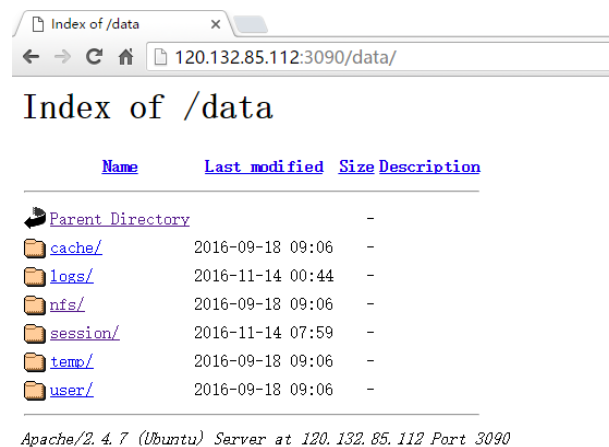 Index of /data
120.132.85.112:3090/data/
Index of /data
Name Last modified Size Description
Parent Directory -
cache/ 2016-09-18 09:06 -
logs/ 2016-11-14 00:44 -
nfs/ 2016-09-18 09:06 -
session/ 2016-11-14 07:59 -
temp/ 2016-09-18 09:06 -
user/ 2016-09-18 09:06 -
Apache/2.4.7 (Ubuntu) Server at 120.132.85.112 Port 3090